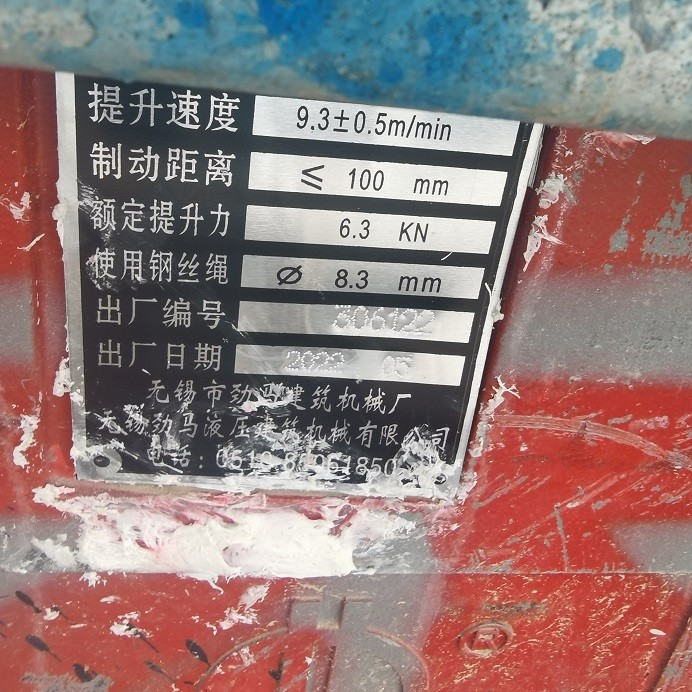 提升速度 9.3±0.5m/min
制动距离 ≤ 100 mm
额定提升力 6.3 KN
使用钢丝绳 Ø 8.3 mm
出厂编号 306122
出厂日期 2022 05
无锡市劲马建筑机械厂
无锡劲马液压建筑机械有限公司
电话: